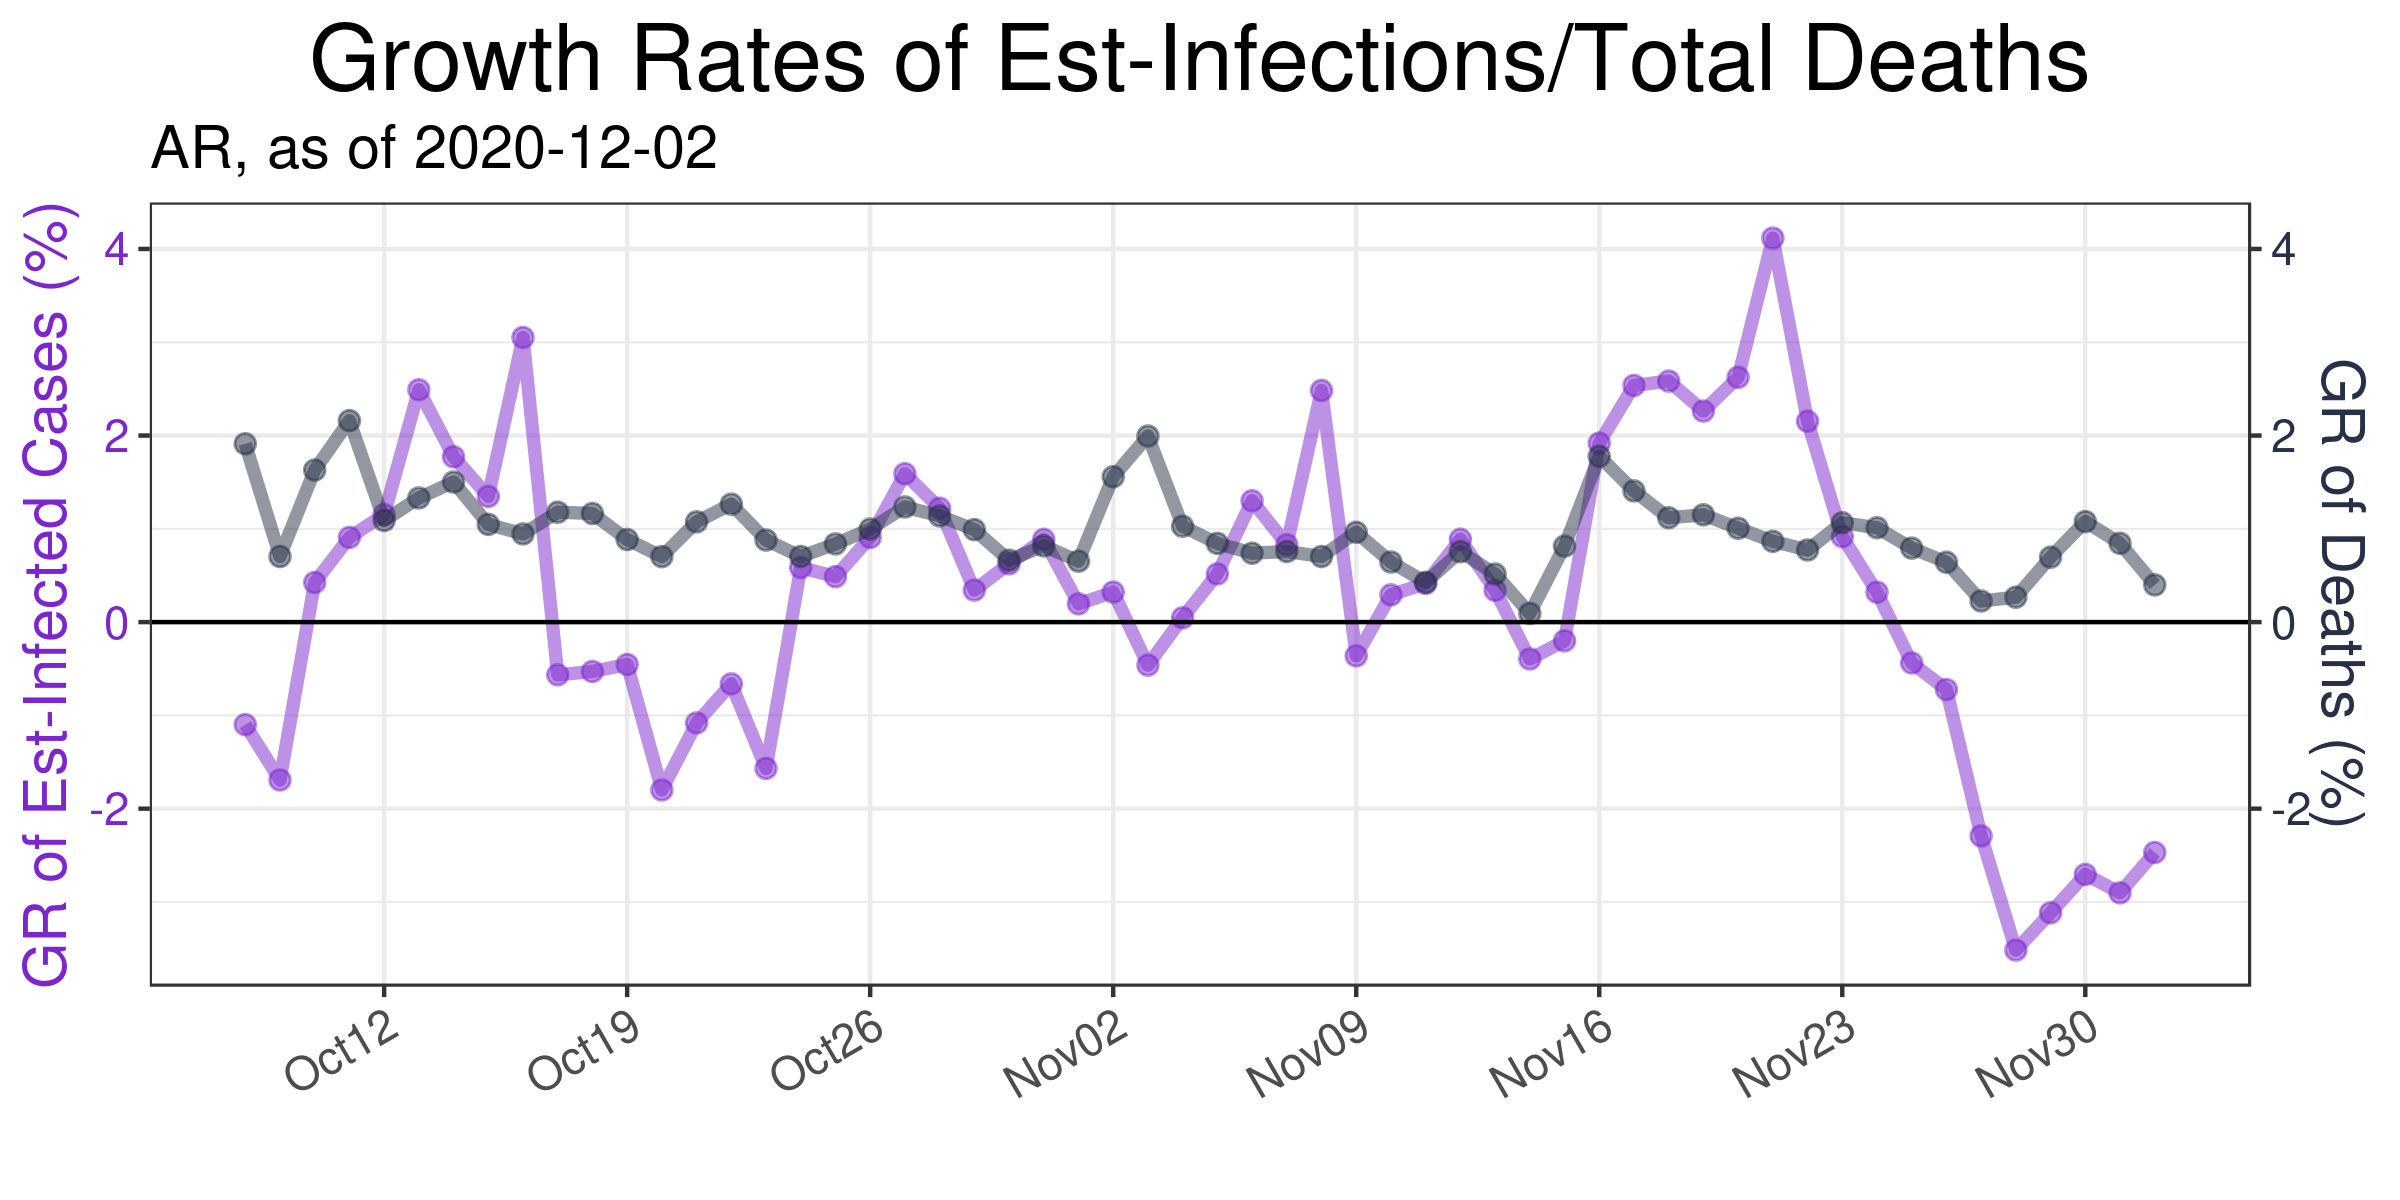 Growth Rates of Est-Infections/Total Deaths
AR, as of 2020-12-02
GR of Est-Infected Cases (%)
4
2
0
-2
4
2
0
-2
GR of Deaths (%)
Oct12
Oct19
Oct26
Nov02
Nov09
Nov16
Nov23
Nov30